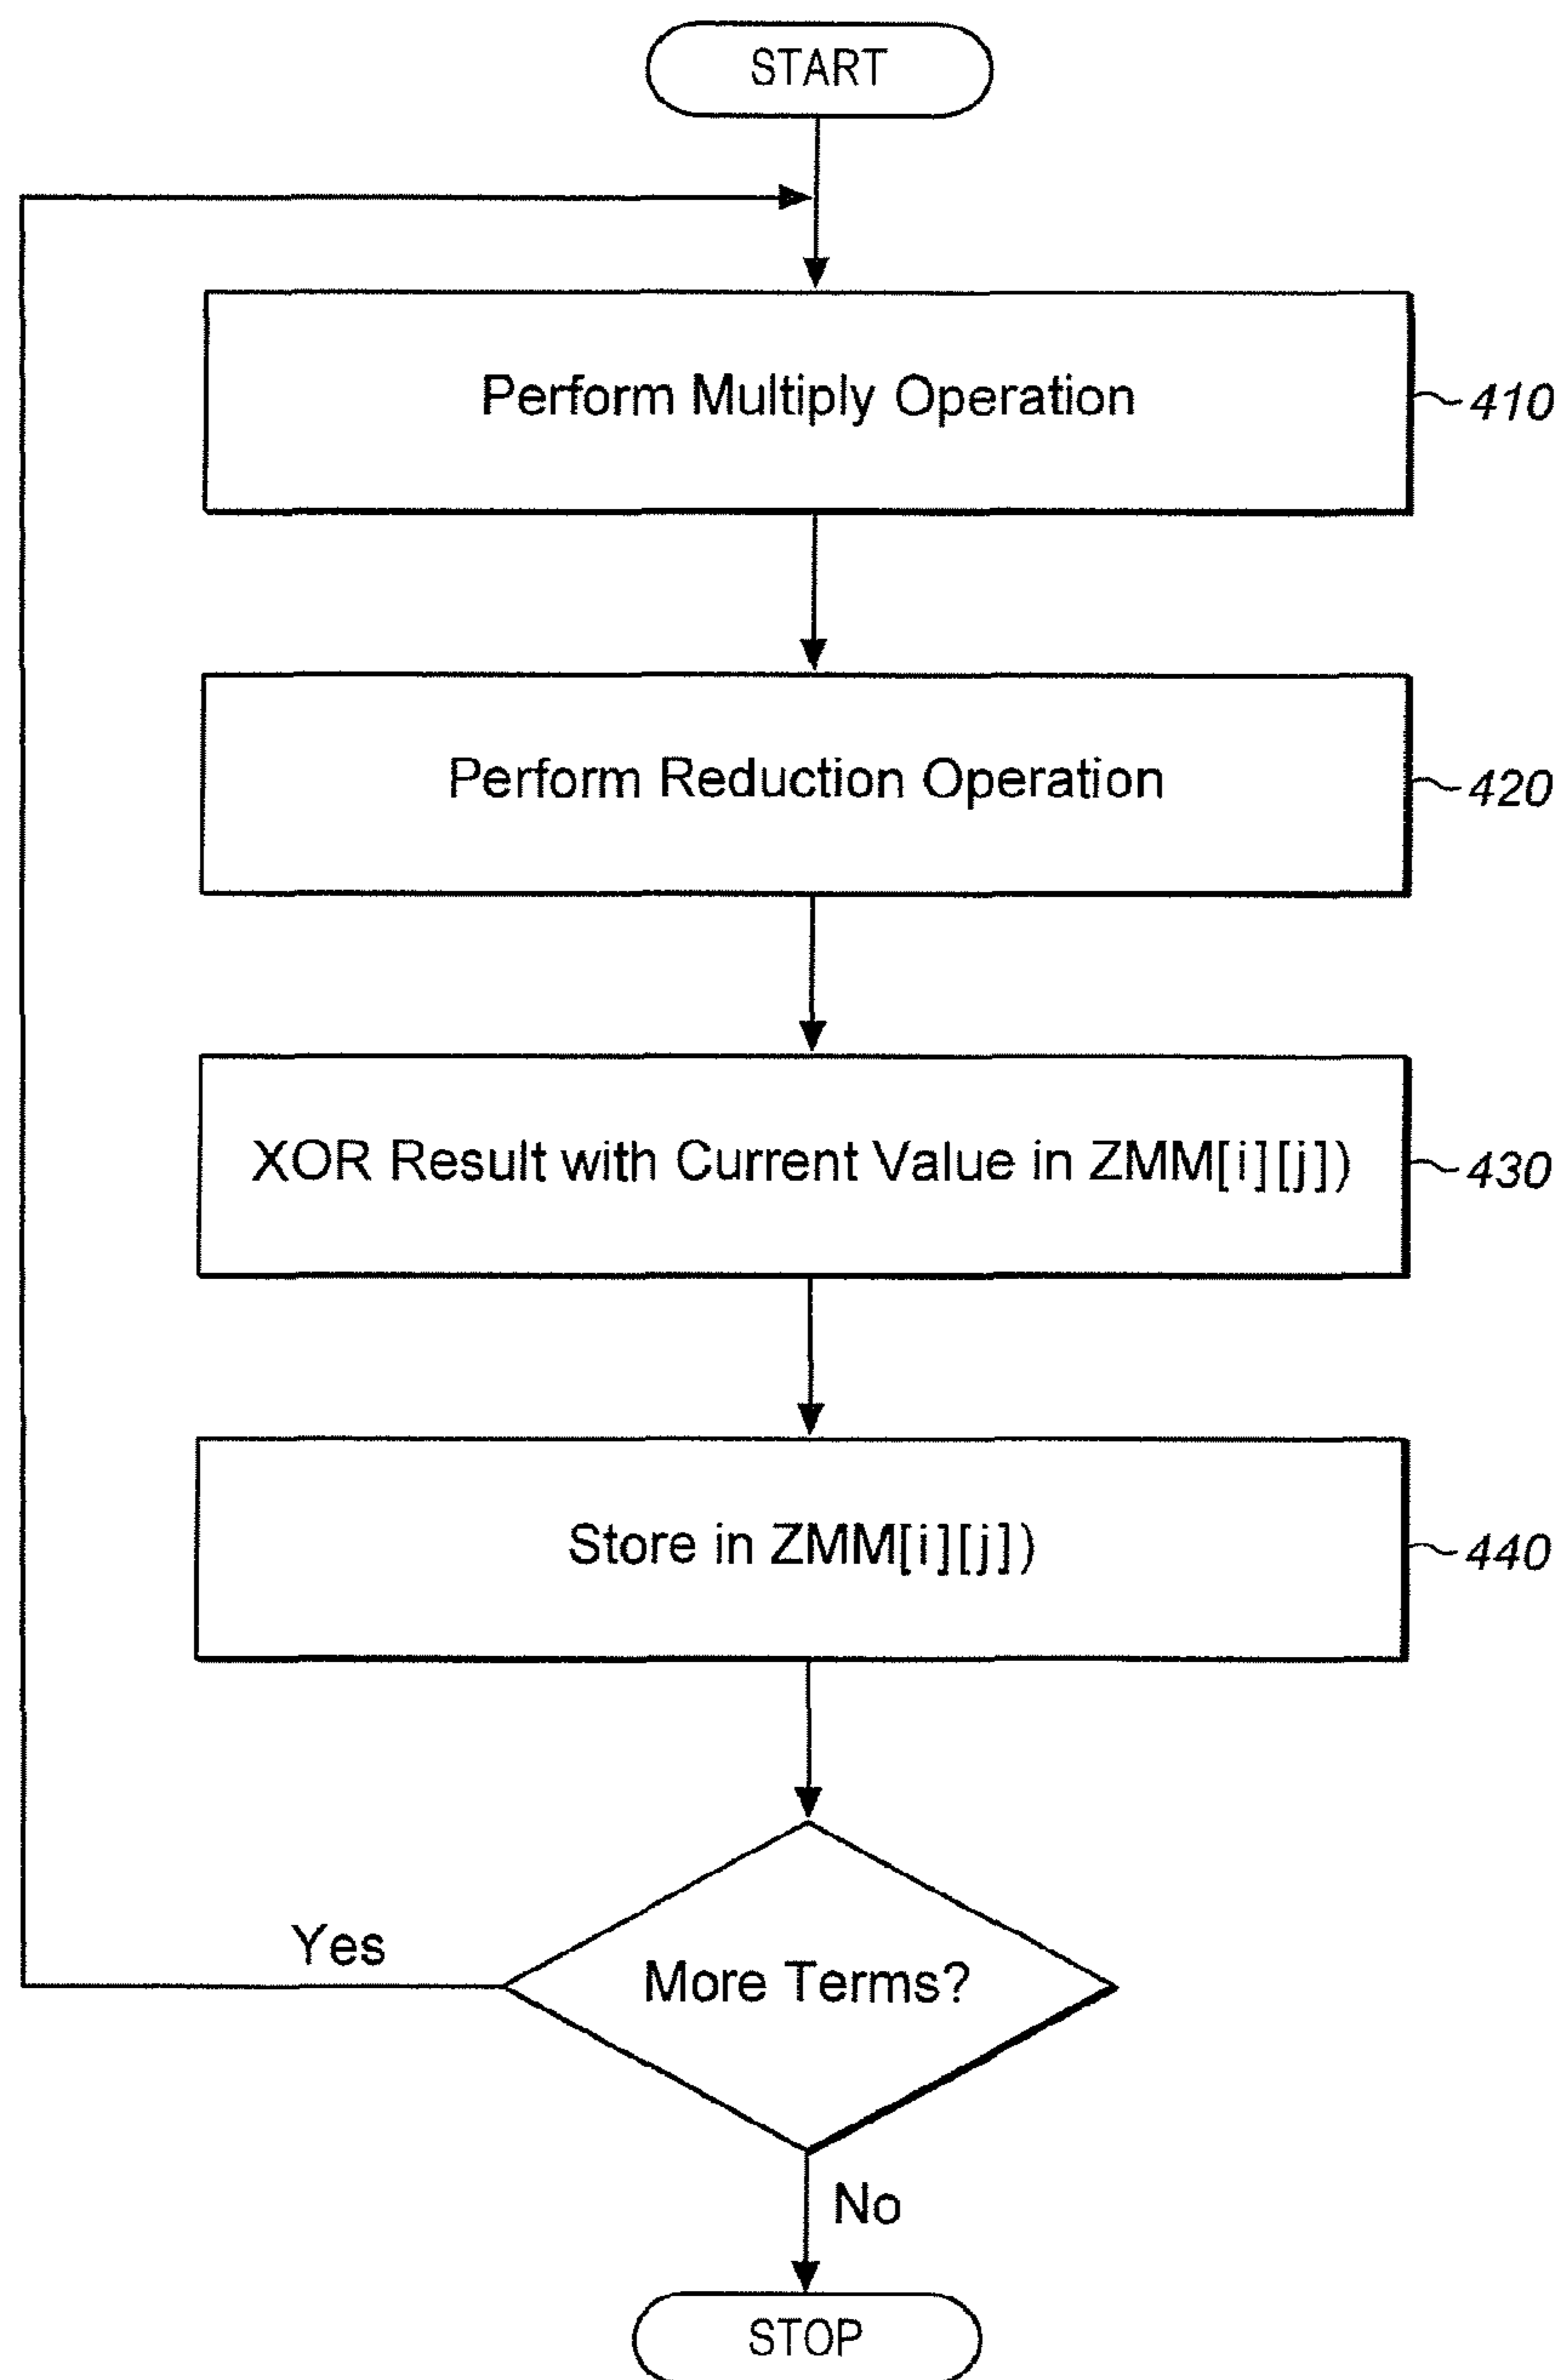 START
Perform Multiply Operation
410
Perform Reduction Operation
420
XOR Result with Current Value in ZMM[i][j])
430
Store in ZMM[i][j])
440
More Terms?
Yes
No
STOP